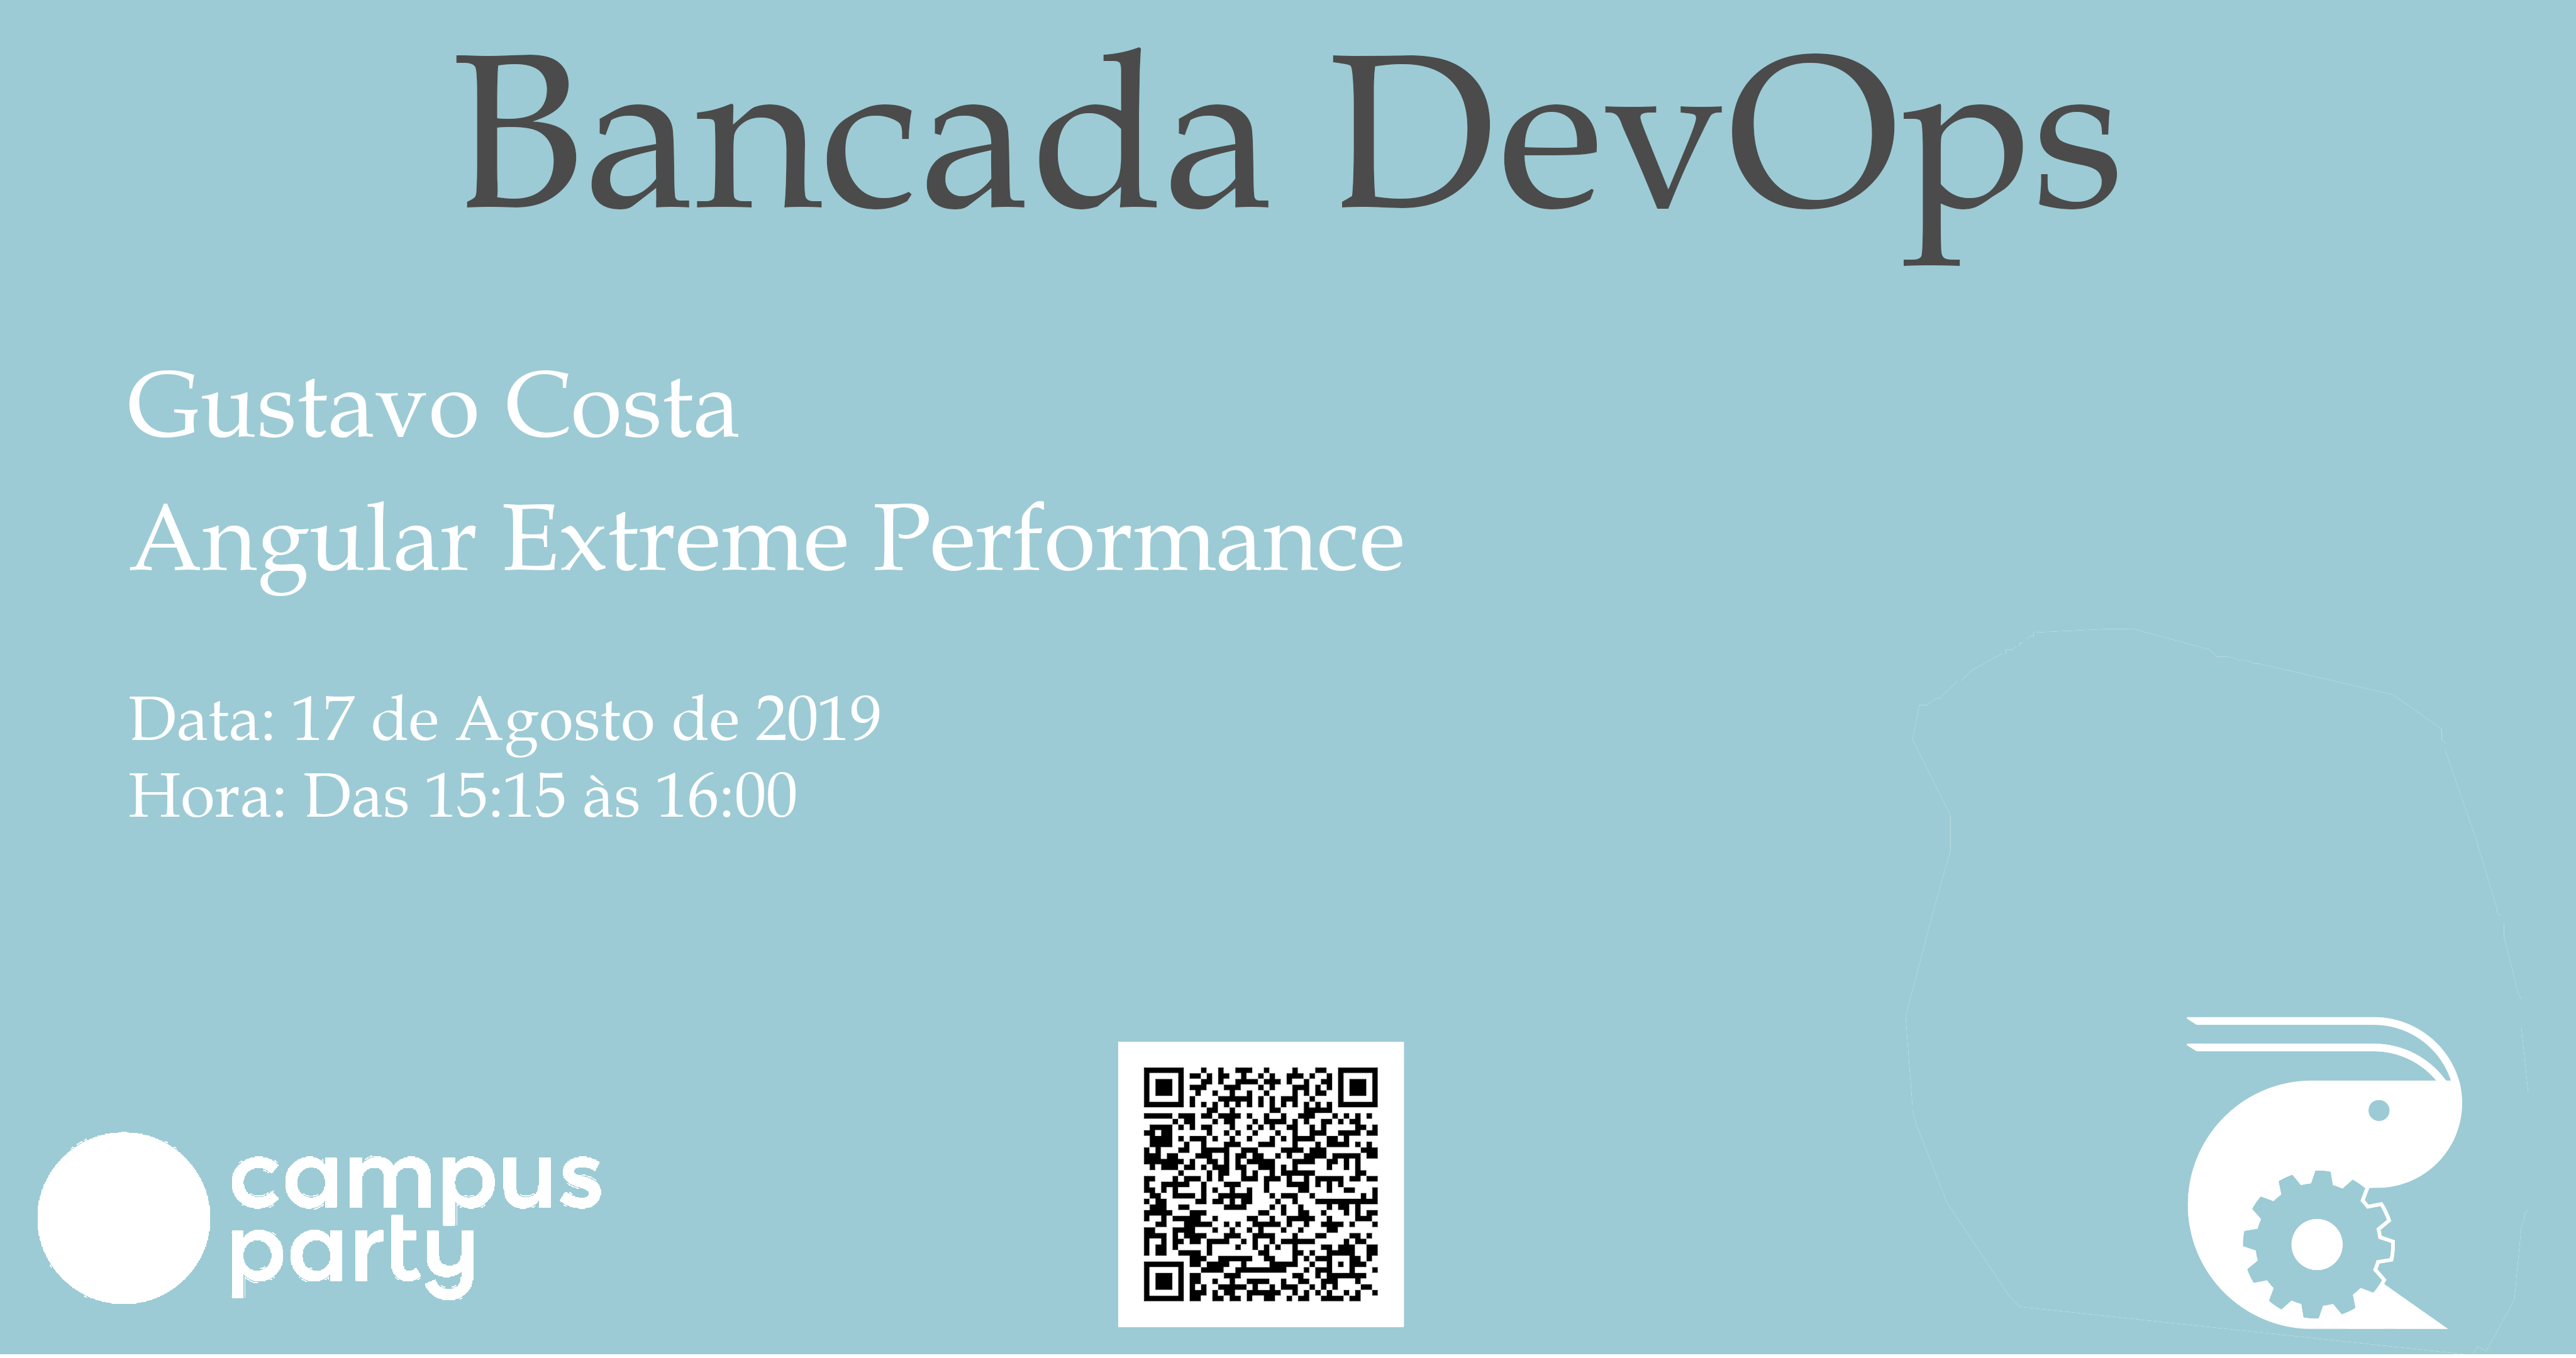 Bancada DevOps
Gustavo Costa
Angular Extreme Performance
Data: 17 de Agosto de 2019
Hora: Das 15:15 às 16:00
campus
party